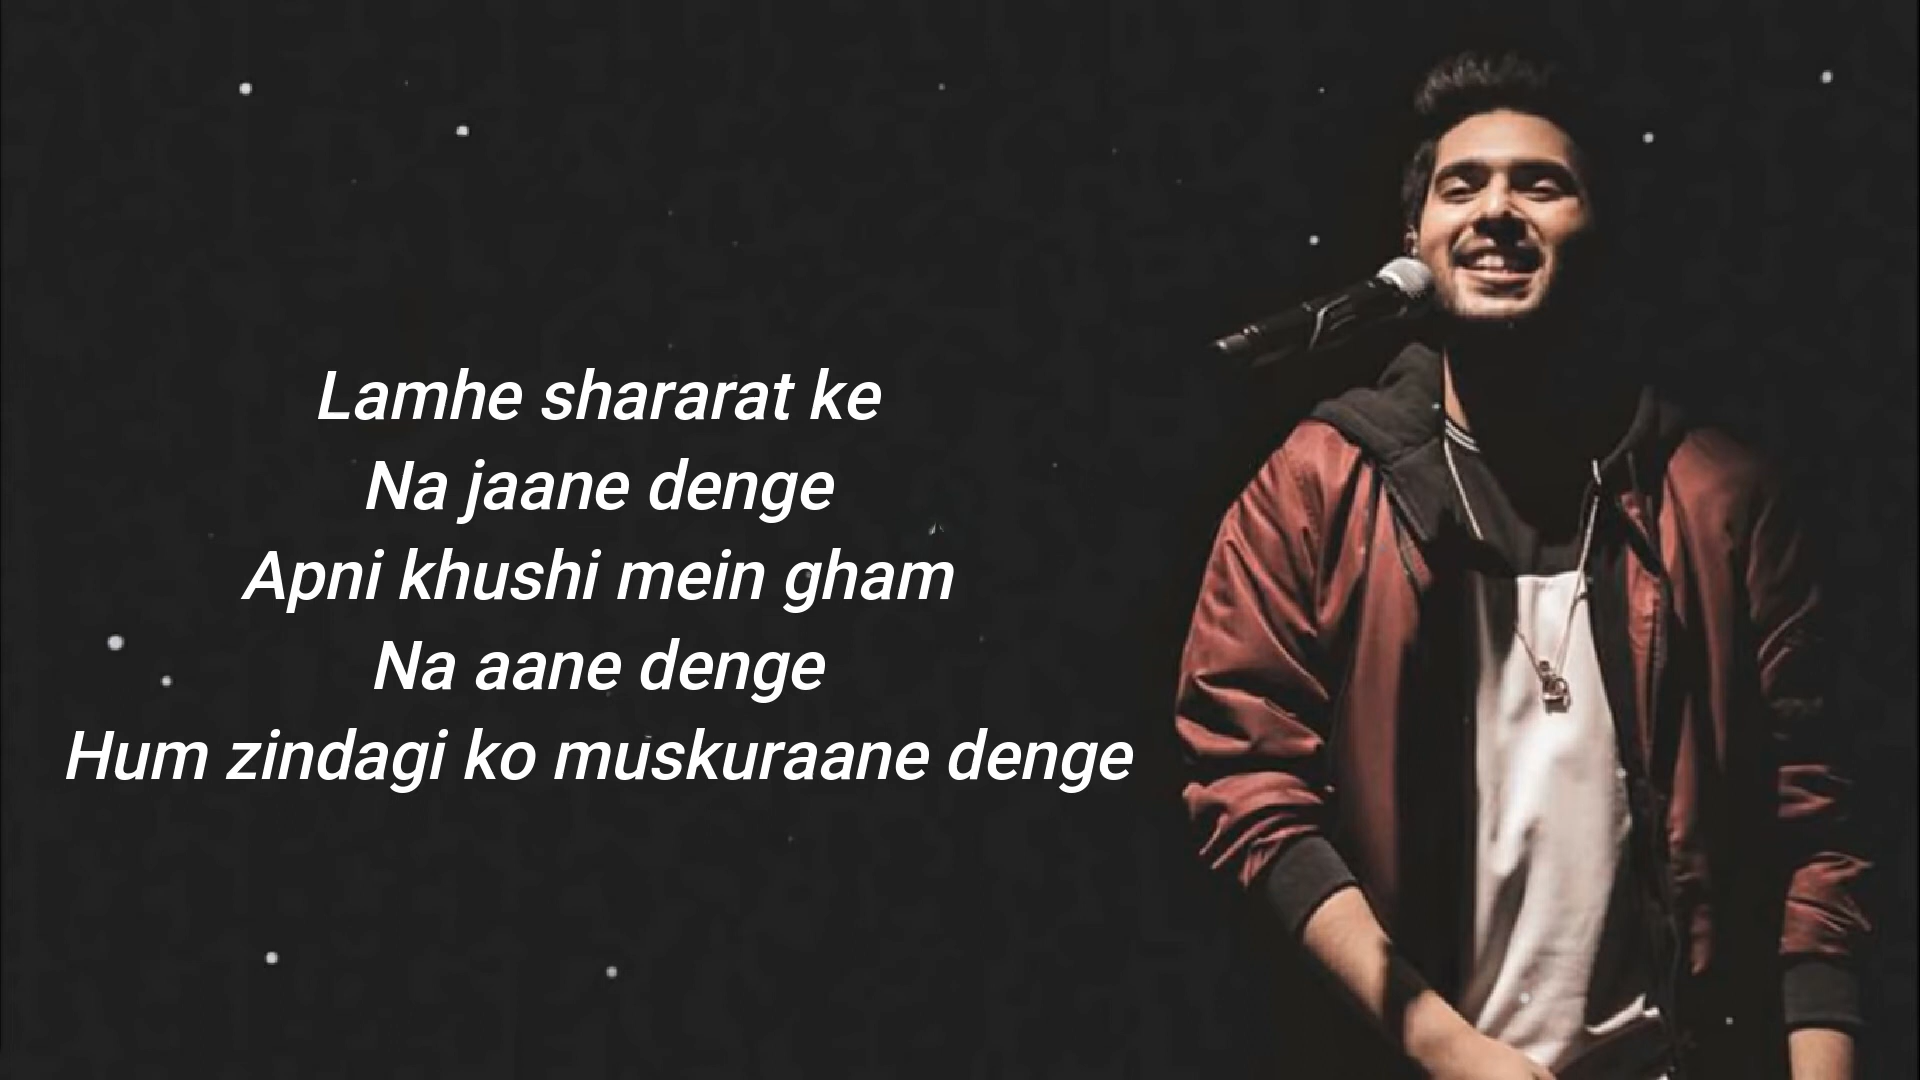 Lamhe shararat ke
Na jaane denge
Apni khushi mein gham
Na aane denge
Hum zindagi ko muskuraane denge